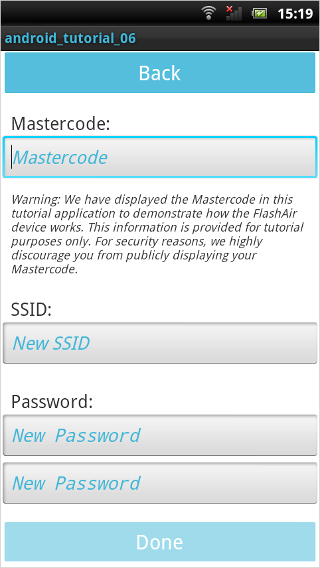 15:19
android_tutorial_06
Back
Mastercode:
Mastercode
Warning: We have displayed the Mastercode in this
tutorial application to demonstrate how the FlashAir
device works. This information is provided for tutorial
purposes only. For security reasons, we highly
discourage you from publicly displaying your
Mastercode.
SSID:
New SSID
Password:
New Password
New Password
Done